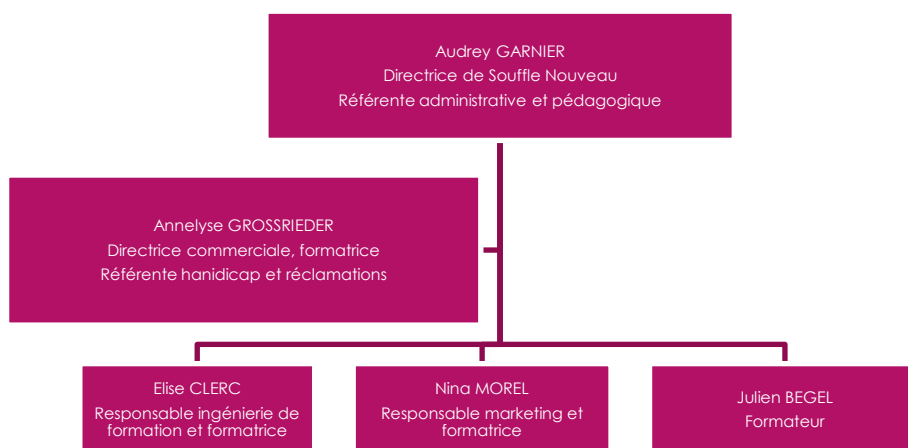 Audrey GARNIER
Directrice de Souffle Nouveau
Référente administrative et pédagogique
Annelyse GROSSRIEDER
Directrice commerciale, formatrice
Référente handicap et réclamations
Elise CLERC
Responsable ingénierie de
formation et formatrice
Nina MOREL
Responsable marketing et
formatrice
Julien BEGEL
Formateur